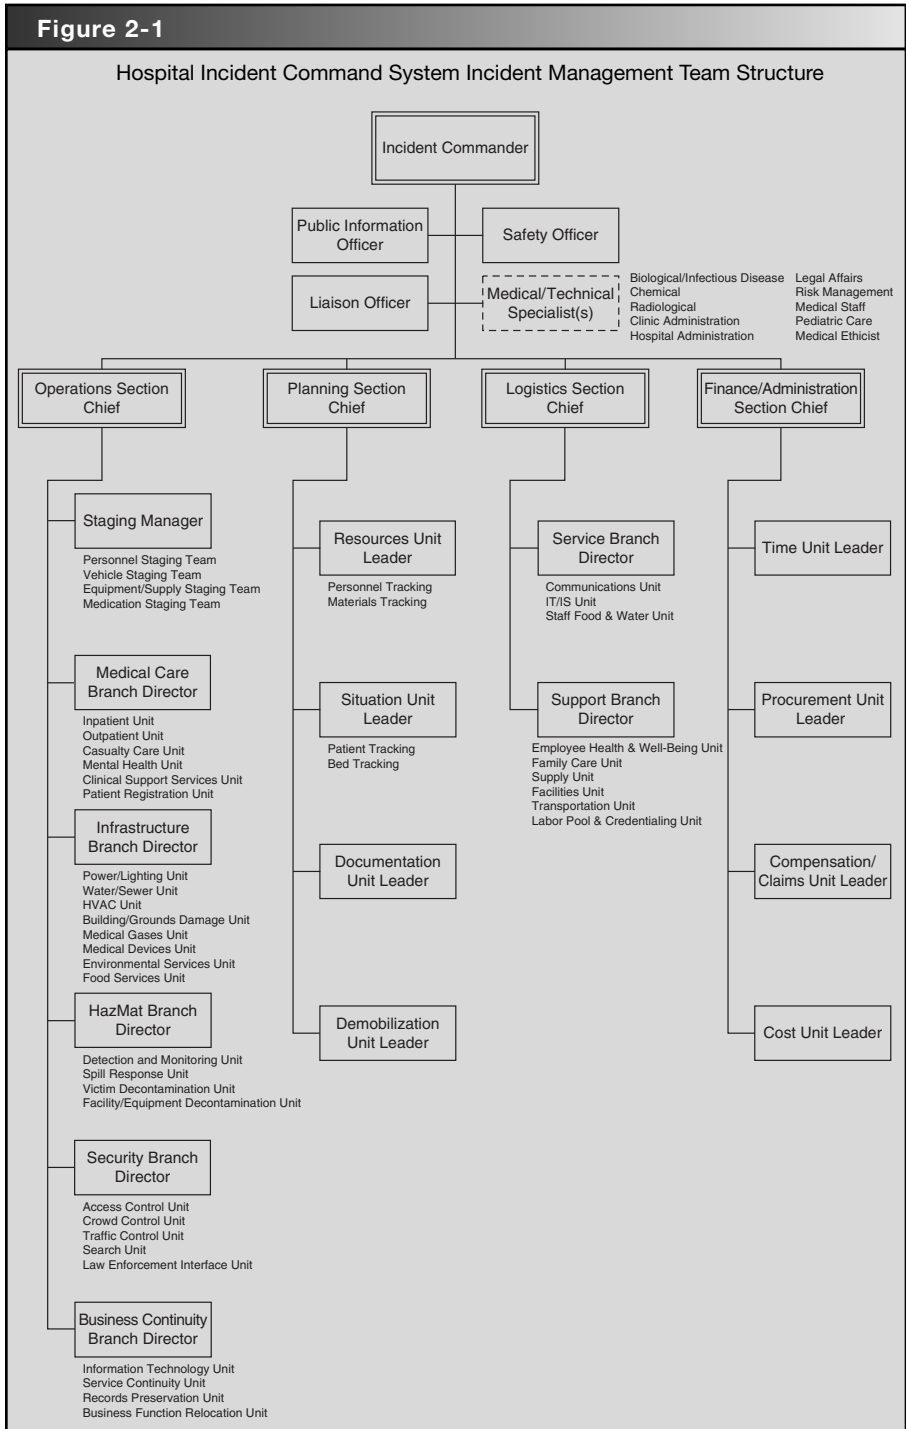 Figure 2-1
Hospital Incident Command System Incident Management Team Structure
Incident Commander
Public Information
Officer
Safety Officer
Liaison Officer
Medical/Technical
Specialist(s)
Biological/Infectious Disease
Chemical
Radiological
Clinic Administration
Hospital Administration
Legal Affairs
Risk Management
Medical Staff
Pediatric Care
Medical Ethicist
Operations Section
Chief
Planning Section
Chief
Logistics Section
Chief
Finance/Administration
Section Chief
Staging Manager
Personnel Staging Team
Vehicle Staging Team
Equipment/Supply Staging Team
Medication Staging Team
Medical Care
Branch Director
Inpatient Unit
Outpatient Unit
Casualty Care Unit
Mental Health Unit
Clinical Support Services Unit
Patient Registration Unit
Infrastructure
Branch Director
Power/Lighting Unit
Water/Sewer Unit
HVAC Unit
Building/Grounds Damage Unit
Medical Gases Unit
Medical Devices Unit
Environmental Services Unit
Food Services Unit
HazMat Branch
Director
Detection and Monitoring Unit
Spill Response Unit
Victim Decontamination Unit
Facility/Equipment Decontamination Unit
Security Branch
Director
Access Control Unit
Crowd Control Unit
Traffic Control Unit
Search Unit
Law Enforcement Interface Unit
Business Continuity
Branch Director
Information Technology Unit
Service Continuity Unit
Records Preservation Unit
Business Function Relocation Unit
Resources Unit
Leader
Personnel Tracking
Materials Tracking
Situation Unit
Leader
Patient Tracking
Bed Tracking
Documentation
Unit Leader
Demobilization
Unit Leader
Service Branch
Director
Communications Unit
IT/IS Unit
Staff Food & Water Unit
Support Branch
Director
Employee Health & Well-Being Unit
Family Care Unit
Supply Unit
Facilities Unit
Transportation Unit
Labor Pool & Credentialing Unit
Time Unit Leader
Procurement Unit
Leader
Compensation/
Claims Unit Leader
Cost Unit Leader